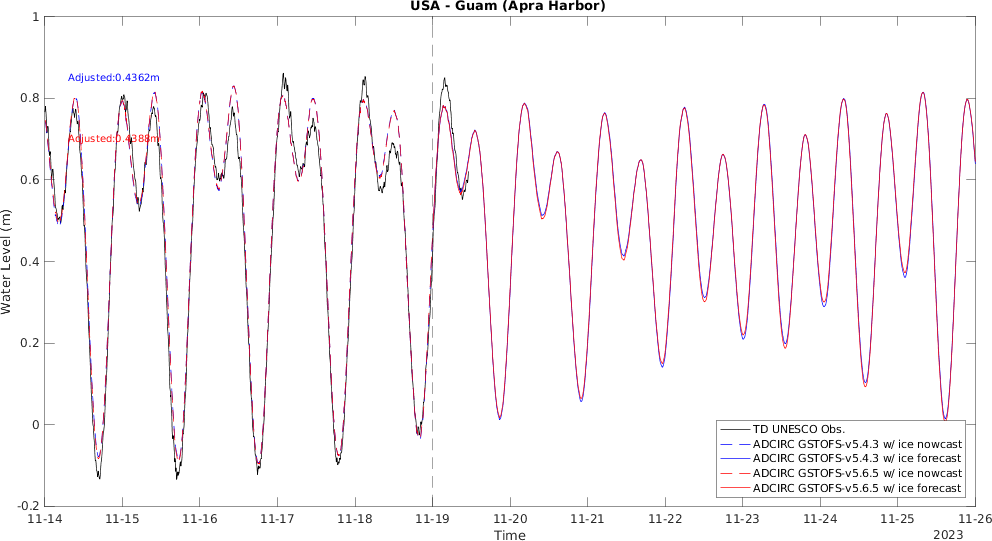 USA - Guam (Apra Harbor)
1
0.8
0.6
0.4
0.2
0
-0.2
Water Level (m)
Adjusted:0.4362m
Adjusted:0.4388m
TD UNESCO Obs.
ADCIRC GSTOFS-v5.4.3 w/ ice nowcast
ADCIRC GSTOFS-v5.4.3 w/ ice forecast
ADCIRC GSTOFS-v5.6.5 w/ ice nowcast
ADCIRC GSTOFS-v5.6.5 w/ ice forecast
11-14 11-15 11-16 11-17 11-18 11-19 11-20 11-21 11-22 11-23 11-24 11-25 11-26
Time
2023